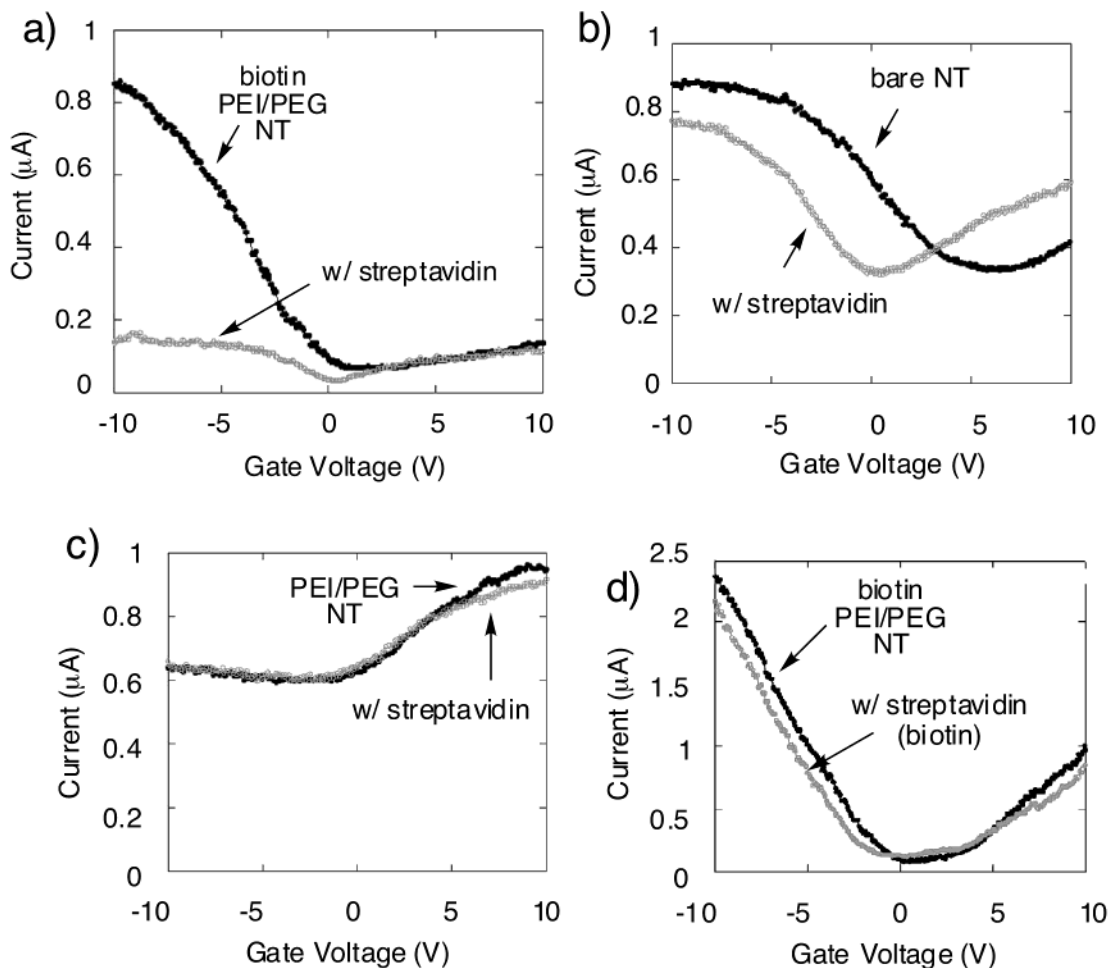 a)
1
0.8
0.6
0.4
0.2
0
Current (μA)
biotin
PEI/PEG
NT
w/ streptavidin
-10
-5
0
5
10
Gate Voltage (V)
b)
1
0.8
0.6
0.4
0.2
0
Current (μA)
bare NT
w/ streptavidin
-10
-5
0
5
10
Gate Voltage (V)
c)
1
0.8
0.6
0.4
0.2
0
Current (μA)
PEI/PEG
NT
w/ streptavidin
-10
-5
0
5
10
Gate Voltage (V)
d)
2.5
2
1.5
1
0.5
0
Current (μA)
biotin
PEI/PEG
NT
w/ streptavidin
(biotin)
-10
-5
0
5
10
Gate Voltage (V)